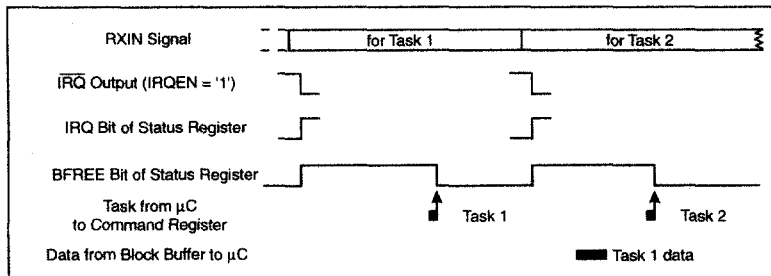 RXIN Signal
for Task 1
for Task 2
IRQ Output (IRQEN = '1')
IRQ Bit of Status Register
BFREE Bit of Status Register
Task from µC
to Command Register
Task 1
Task 2
Data from Block Buffer to µC
Task 1 data